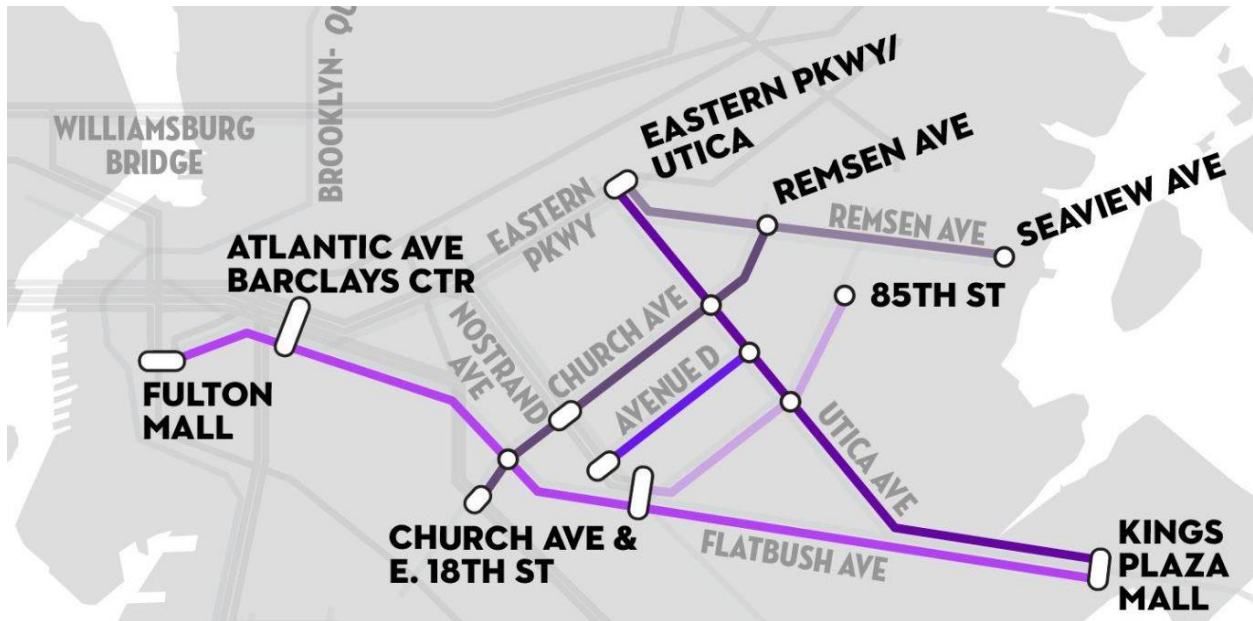 WILLIAMSBURG
BRIDGE
BROOKLYN-
EASTERN PKWY/
UTICA
REMSEN AVE
SEAVIEW AVE
REMSEN AVE
EASTERN
PKWY
ATLANTIC AVE
BARCLAYS CTR
85TH ST
CHURCH AVE
NOSTRAND
AVE
AVENUE D
FULTON
MALL
UTICA AVE
CHURCH AVE &
E. 18TH ST
FLATBUSH AVE
KINGS
PLAZA
MALL